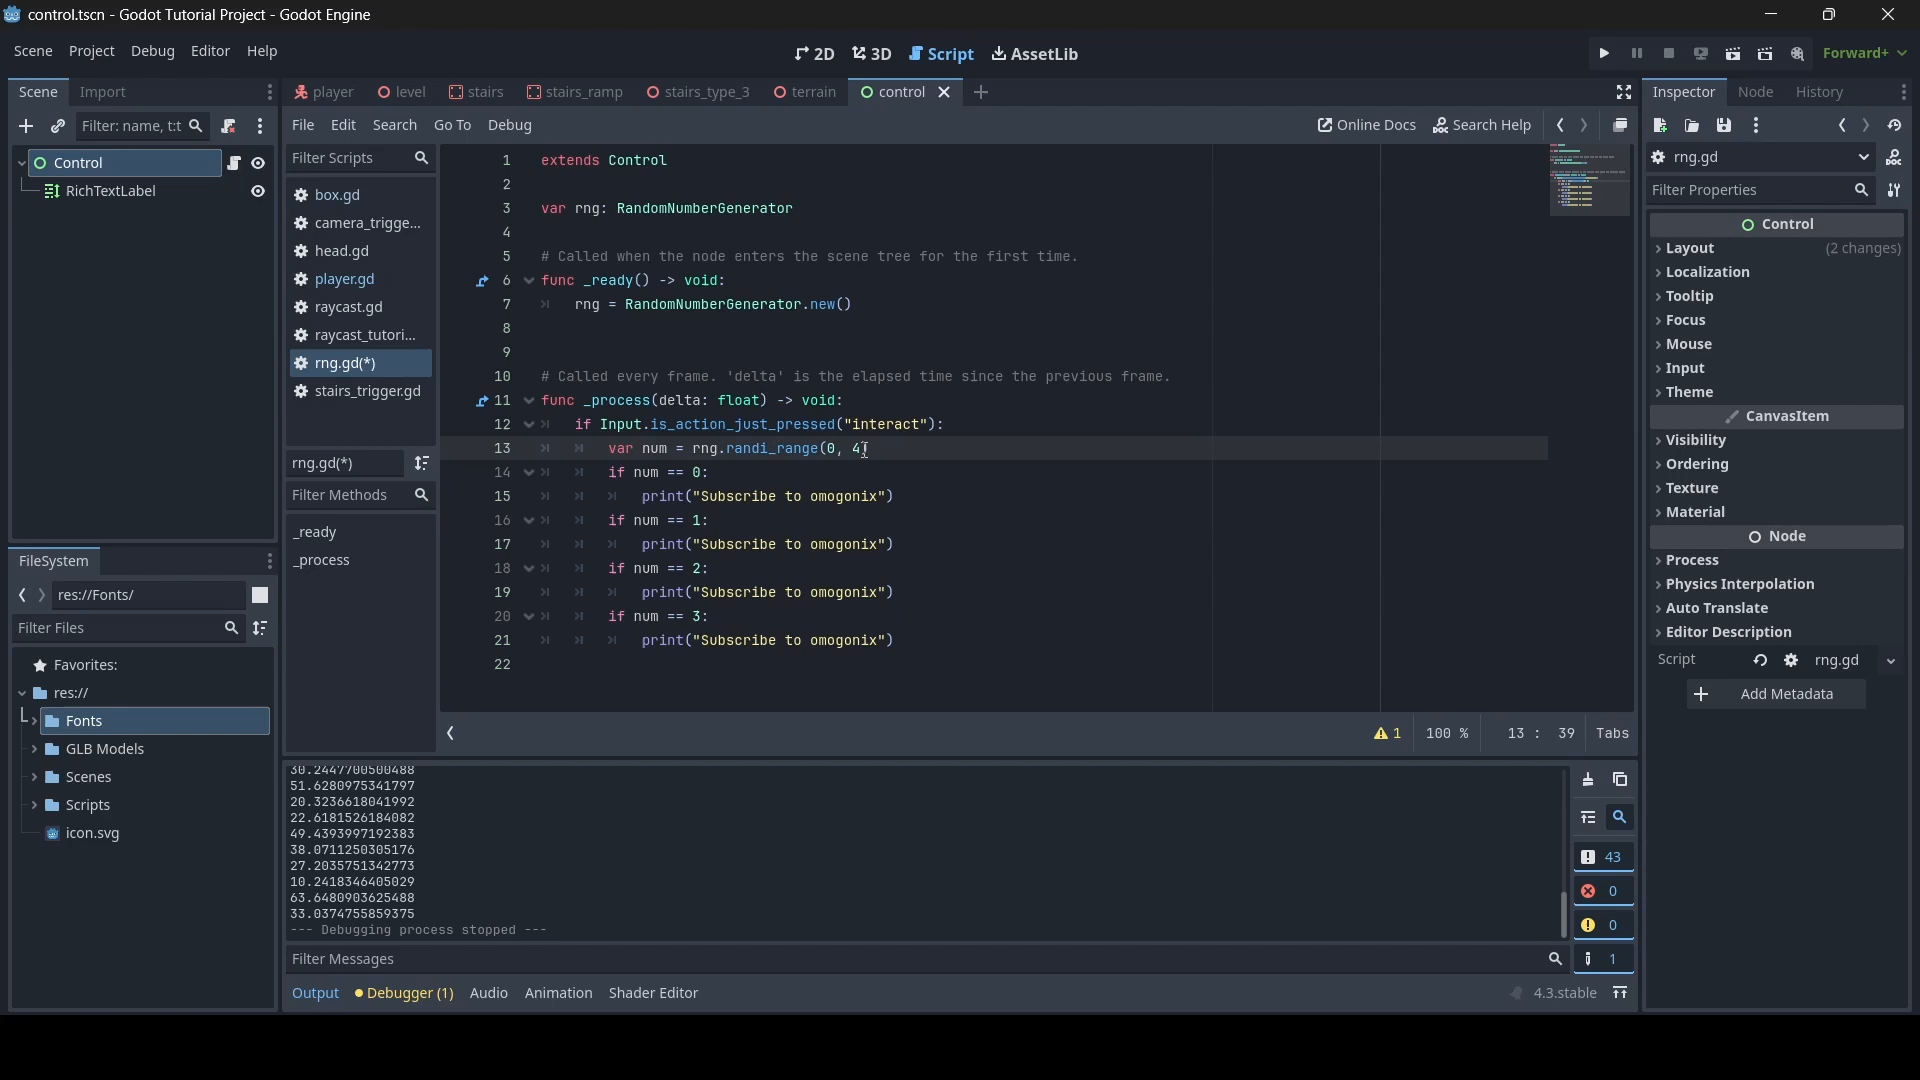 control.tscn - Godot Tutorial Project - Godot Engine
Scene Project Debug Editor Help
2D 3D Script AssetLib
Forward+
Scene Import
player level stairs stairs_ramp stairs_type_3 terrain control
Inspector Node History
Filter: name, t:t
File Edit Search Go To Debug
Online Docs Search Help
Control
RichTextLabel
Filter Scripts
box.gd
camera_trigge...
head.gd
player.gd
raycast.gd
raycast_tutori...
rng.gd(*)
stairs_trigger.gd
rng.gd(*)
Filter Methods
_ready
_process
1 extends Control
2
3 var rng: RandomNumberGenerator
4
5 # Called when the node enters the scene tree for the first time.
6 func _ready() -> void:
7 rng = RandomNumberGenerator.new()
8
9
10 # Called every frame. 'delta' is the elapsed time since the previous frame.
11 func _process(delta: float) -> void:
12 if Input.is_action_just_pressed("interact"):
13 var num = rng.randi_range(0, 4)
14 if num == 0:
15 print("Subscribe to omogonix")
16 if num == 1:
17 print("Subscribe to omogonix")
18 if num == 2:
19 print("Subscribe to omogonix")
20 if num == 3:
21 print("Subscribe to omogonix")
22
1 100 % 13 : 39 Tabs
FileSystem
res://Fonts/
Filter Files
Favorites:
res://
Fonts
GLB Models
Scenes
Scripts
icon.svg
30.2447700500488
51.6280975341797
20.3236618041992
22.6181526184082
49.4393997192383
38.0711250305176
27.2035751342773
10.2418346405029
63.6480903625488
33.0374755859375
--- Debugging process stopped ---
Filter Messages
43
0
0
1
Output Debugger (1) Audio Animation Shader Editor
4.3.stable
rng.gd
Filter Properties
Control
Layout (2 changes)
Localization
Tooltip
Focus
Mouse
Input
Theme
CanvasItem
Visibility
Ordering
Texture
Material
Node
Process
Physics Interpolation
Auto Translate
Editor Description
Script rng.gd
Add Metadata